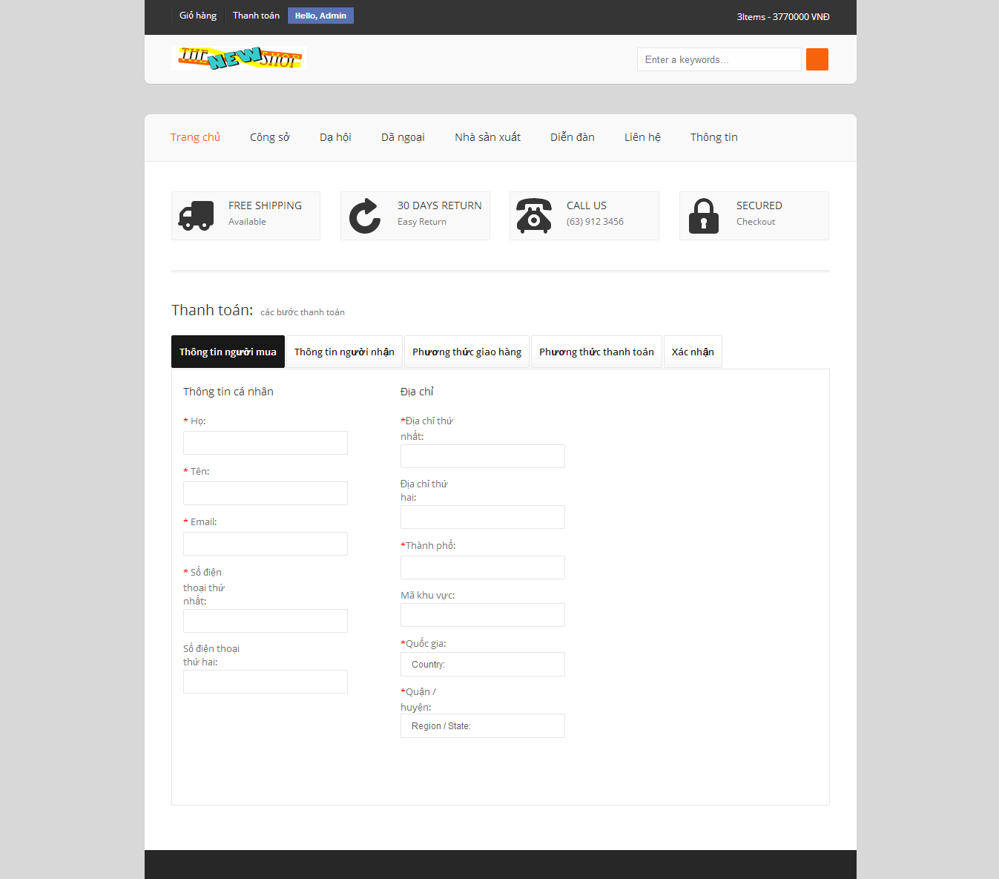 Giỏ hàng
Thanh toán
Hello, Admin
3Items - 3770000 VNĐ
THE NEW SHOP
Enter a keywords...
Trang chủ
Công sở
Dạ hội
Dã ngoại
Nhà sản xuất
Diễn đàn
Liên hệ
Thông tin
FREE SHIPPING
Available
30 DAYS RETURN
Easy Return
CALL US
(63) 912 3456
SECURED
Checkout
Thanh toán: các bước thanh toán
Thông tin người mua
Thông tin người nhận
Phương thức giao hàng
Phương thức thanh toán
Xác nhận
Thông tin cá nhân
* Họ:
* Tên:
* Email:
* Số điện
thoại thứ
nhất:
Số điện thoại
thứ hai:
Địa chỉ
*Địa chỉ thứ
nhất:
Địa chỉ thứ
hai:
*Thành phố:
Mã khu vực:
*Quốc gia:
Country:
*Quận /
huyện:
Region / State: